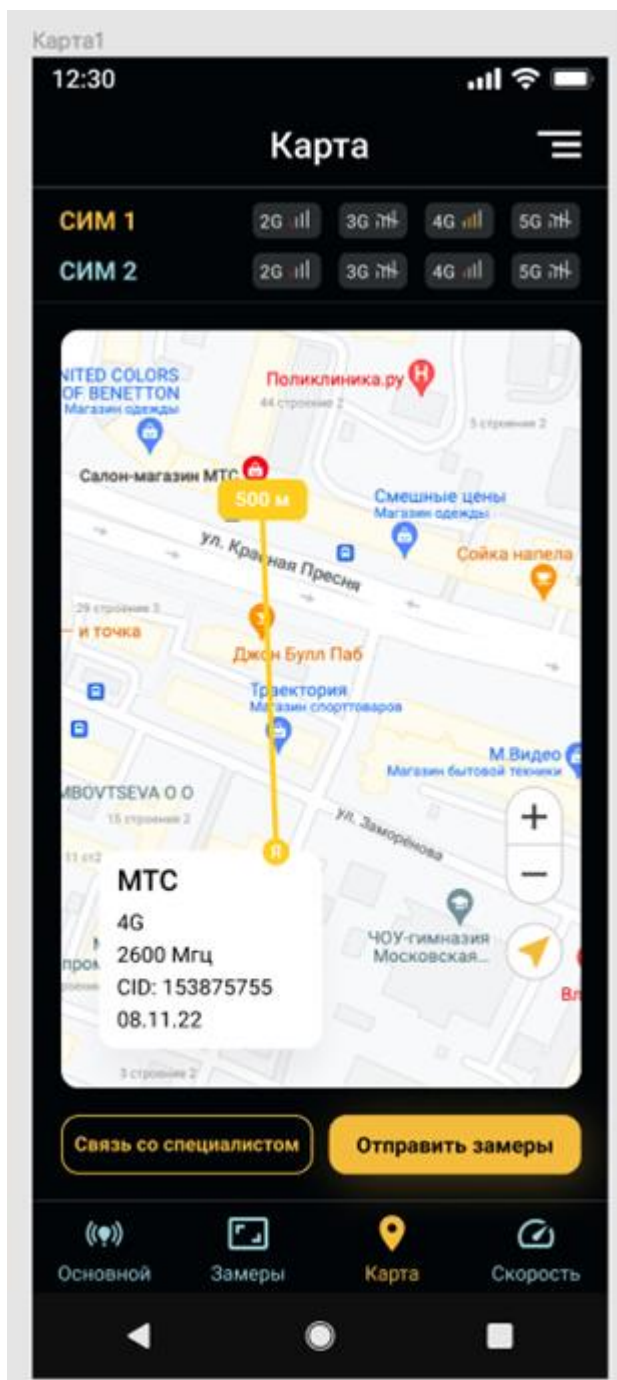 Карта1
12:30
Карта
СИМ 1
2G
3G
4G
5G
СИМ 2
2G
3G
4G
5G
NITED COLORS
OF BENETTON
Магазин одежды
Поликлиника.ру
44 строение 2
5 строение 2
Салон-магазин МТС
500 м
Смешные цены
Магазин одежды
ул. Красная Пресня
Сойка напела
29 строение 3
— и точка
Джон Булл Паб
Траектория
Магазин спорттоваров
М.Видео
Магазин бытовой техники
MBOVTSEVA O O
15 строение 2
ул. Заморёнова
11 ст2
Я
МТС
4G
2600 Мгц
CID: 153875755
08.11.22
ЧОУ-гимназия
Московская...
пром
Вл
3 строение 2
Связь со специалистом
Отправить замеры
Основной
Замеры
Карта
Скорость